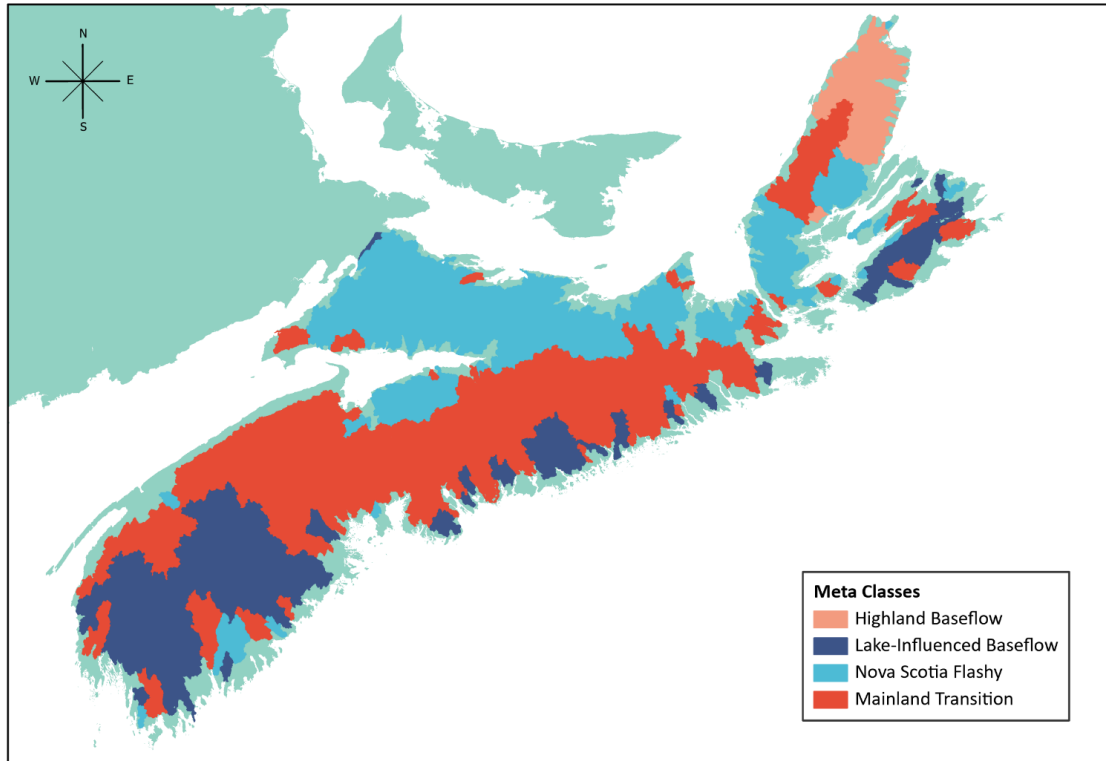 N
W E
S
Meta Classes
Highland Baseflow
Lake-Influenced Baseflow
Nova Scotia Flashy
Mainland Transition